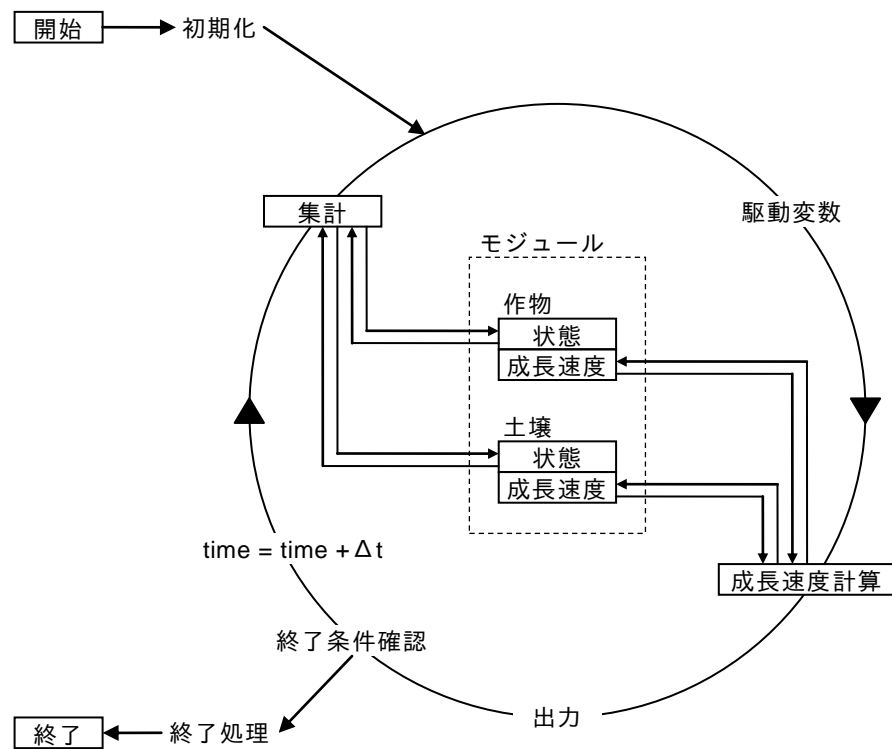 開始
初期化
集計
駆動変数
モジュール
作物
状態
成長速度
土壌
状態
成長速度
time = time + Δt
成長速度計算
終了条件確認
出力
終了処理
終了